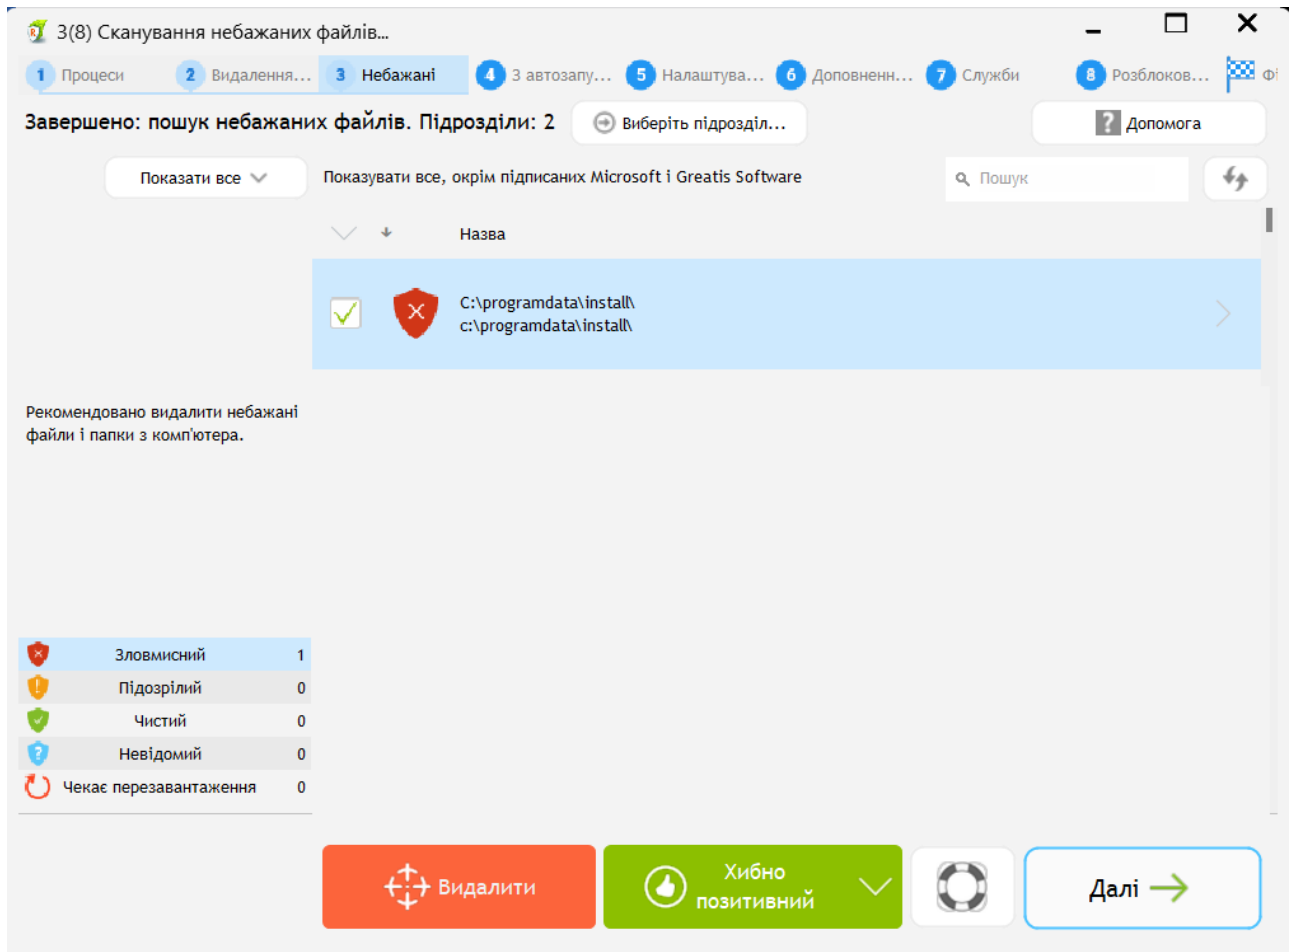 3(8) Сканування небажаних файлів...
1 Процеси 2 Видалення... 3 Небажані 4 З автозапу... 5 Налаштува... 6 Доповненн... 7 Служби 8 Розблоков... Фі
Завершено: пошук небажаних файлів. Підрозділи: 2 Виберіть підрозділ... ? Допомога
Показати все Показувати все, окрім підписаних Microsoft і Greatis Software Пошук
Назва
C:\programdata\install\
c:\programdata\install\
Рекомендовано видалити небажані
файли і папки з комп'ютера.
Зловмисний 1
Підозрілий 0
Чистий 0
Невідомий 0
Чекає перезавантаження 0
Видалити
Хибно
позитивний
Далі